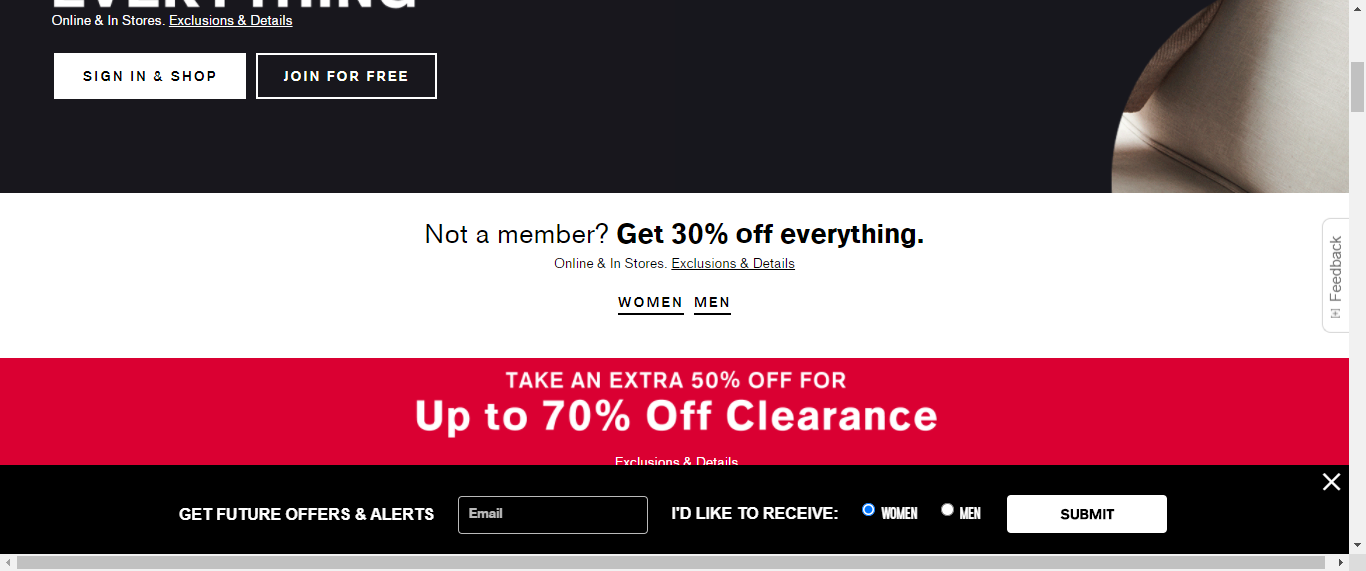 EVERYTHING
Online & In Stores. Exclusions & Details
SIGN IN & SHOP
JOIN FOR FREE
Not a member? Get 30% off everything.
Online & In Stores. Exclusions & Details
WOMEN MEN
Feedback
TAKE AN EXTRA 50% OFF FOR
Up to 70% Off Clearance
Exclusions & Details
GET FUTURE OFFERS & ALERTS
Email
I'D LIKE TO RECEIVE:
WOMEN
MEN
SUBMIT